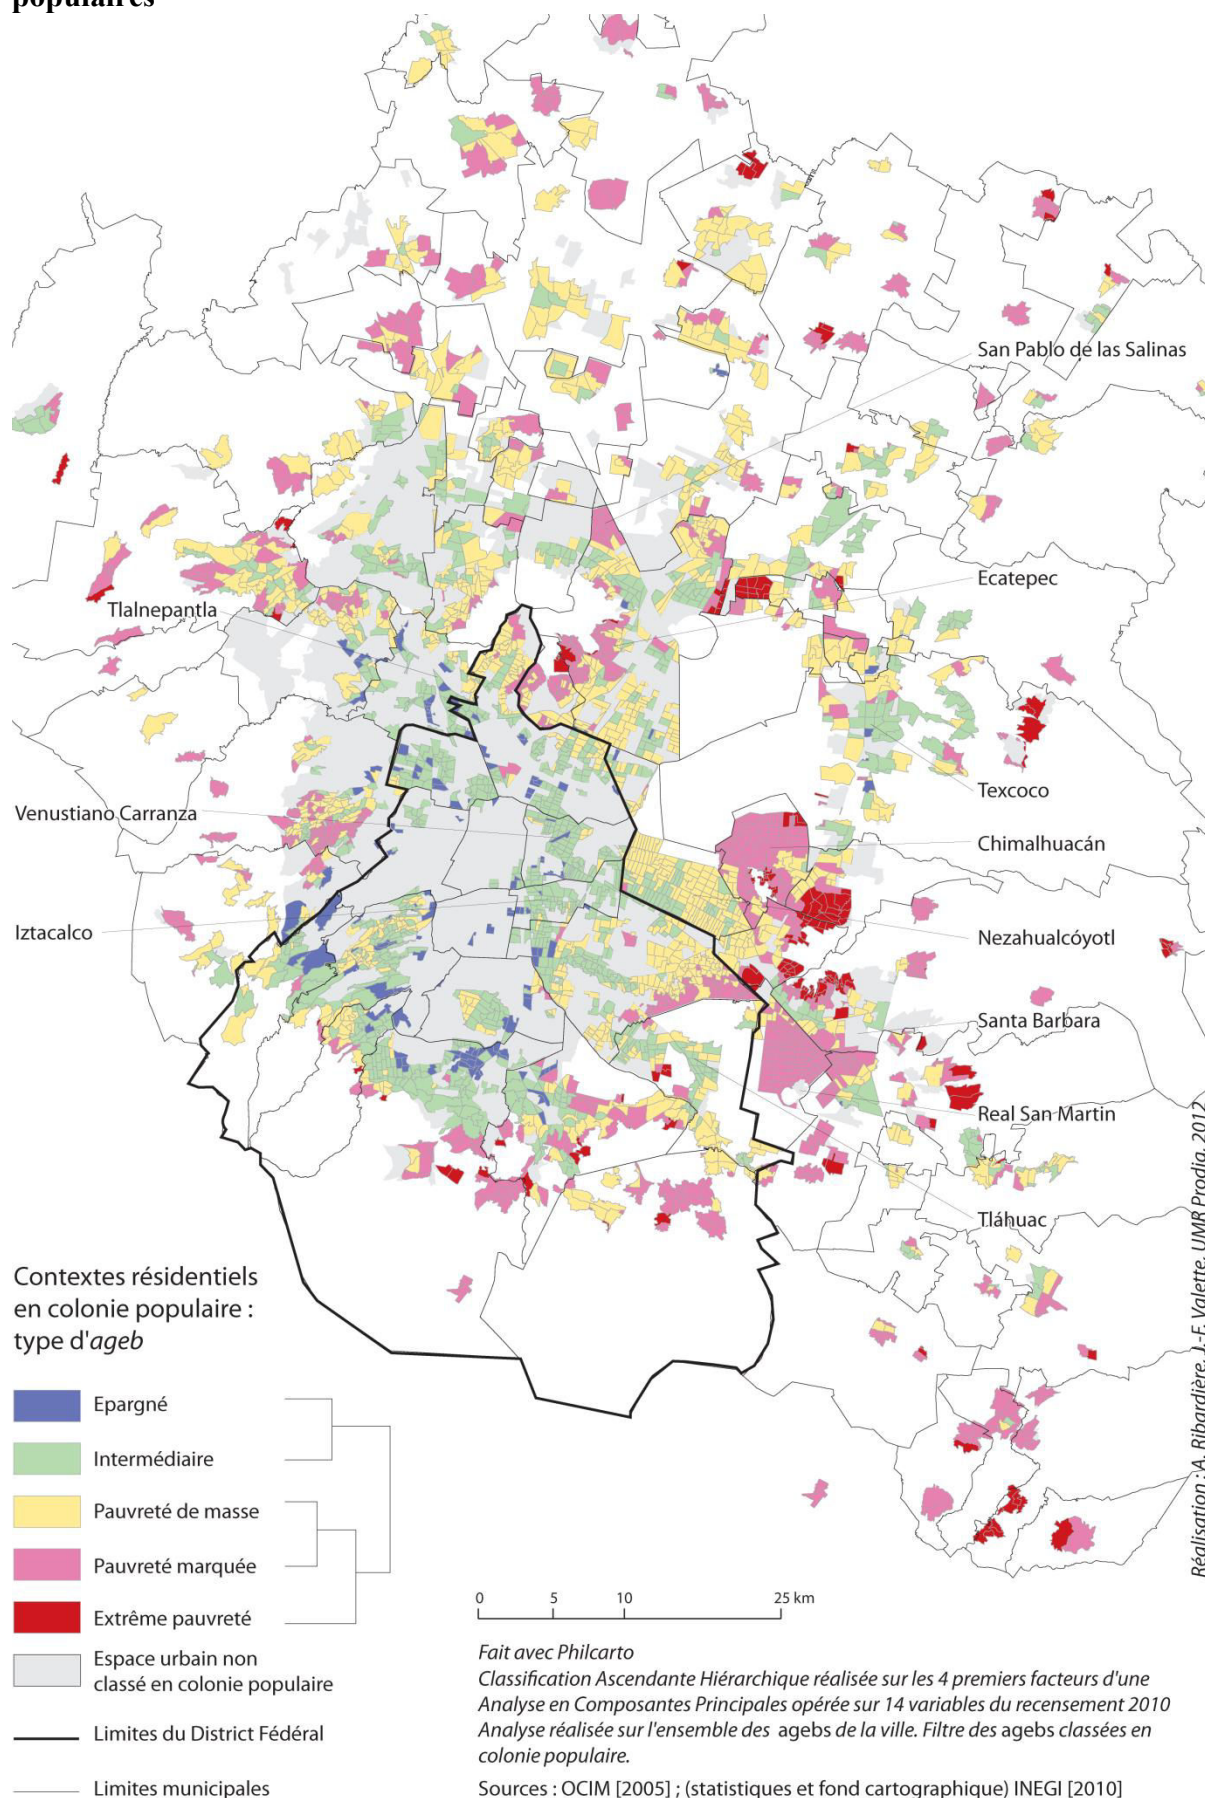 populaires
San Pablo de las Salinas
Ecatepec
Tlalnepantla
Texcoco
Venustiano Carranza
Chimalhuacán
Iztacalco
Nezahualcóyotl
Santa Barbara
Real San Martin
Tláhuac
Contextes résidentiels
en colonie populaire :
type d'ageb
Epargné
Intermédiaire
Pauvreté de masse
Pauvreté marquée
Extrême pauvreté
Espace urbain non
classé en colonie populaire
Limites du District Fédéral
Limites municipales
0 5 10 25 km
Fait avec Philcarto
Classification Ascendante Hiérarchique réalisée sur les 4 premiers facteurs d'une
Analyse en Composantes Principales opérée sur 14 variables du recensement 2010
Analyse réalisée sur l'ensemble des agebs de la ville. Filtre des agebs classées en
colonie populaire.
Sources : OCIM [2005] ; (statistiques et fond cartographique) INEGI [2010]
Réalisation : A. Ribardière, J.-F. Valette, UMR Prodig, 2012